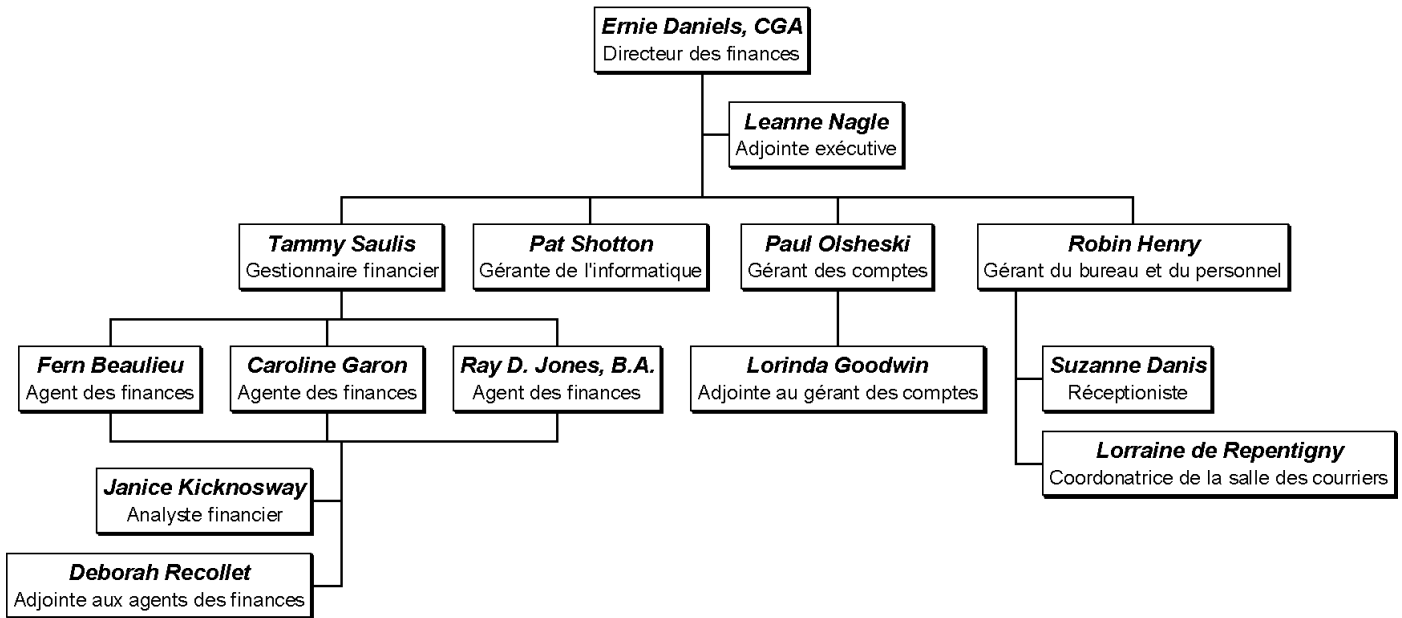 Ernie Daniels, CGA
Directeur des finances
Leanne Nagle
Adjointe exécutive
Tammy Saulis
Gestionnaire financier
Pat Shotton
Gérante de l'informatique
Paul Olsheski
Gérant des comptes
Robin Henry
Gérant du bureau et du personnel
Fern Beaulieu
Agent des finances
Caroline Garon
Agente des finances
Ray D. Jones, B.A.
Agent des finances
Lorinda Goodwin
Adjointe au gérant des comptes
Suzanne Danis
Réceptioniste
Lorraine de Repentigny
Coordonatrice de la salle des courriers
Janice Kicknosway
Analyste financier
Deborah Recollet
Adjointe aux agents des finances